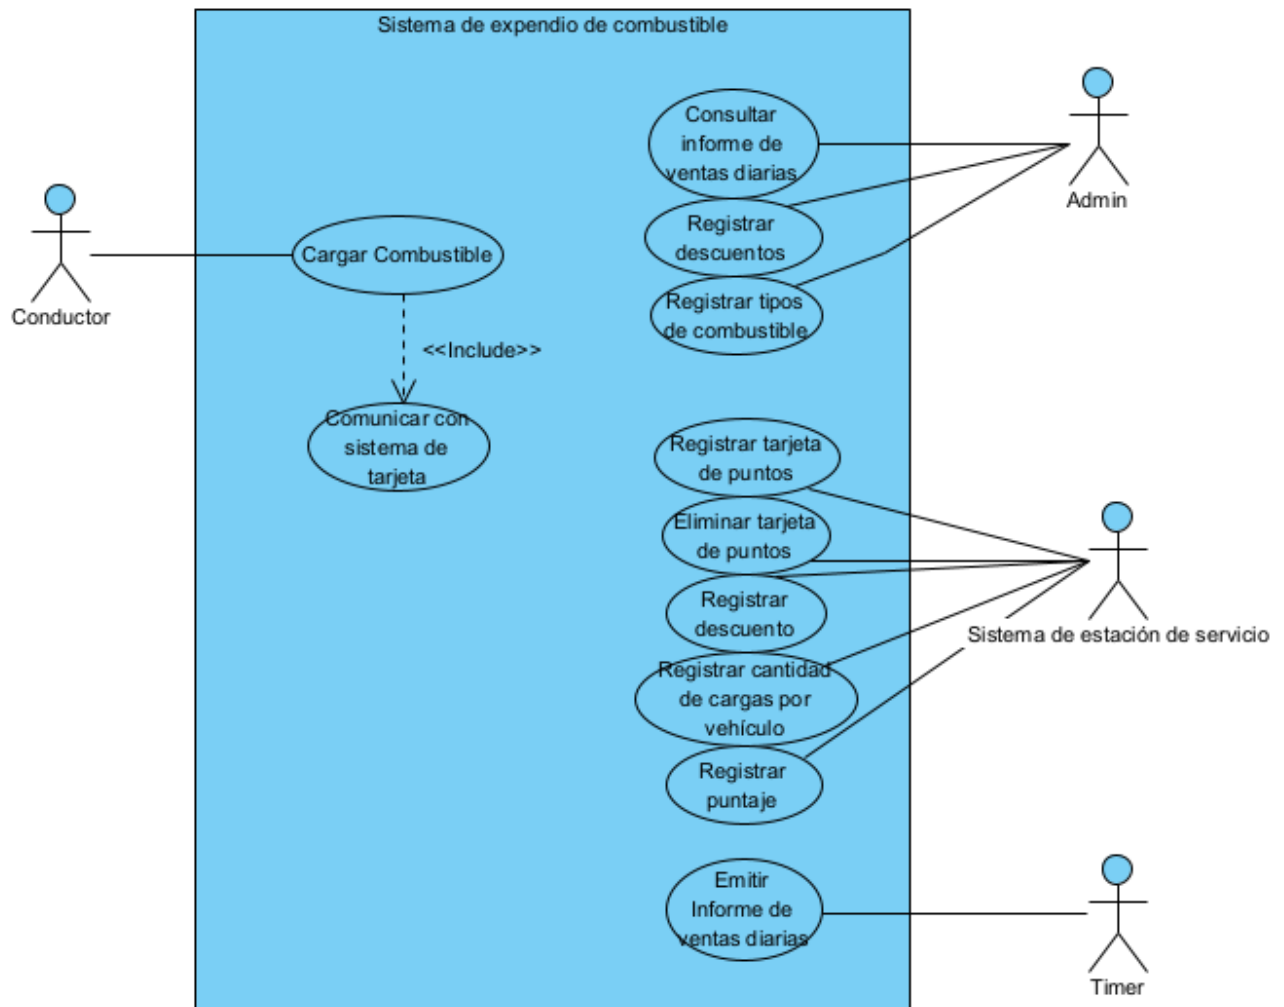 Sistema de expendio de combustible
Consultar
informe de
ventas diarias
Registrar
descuentos
Registrar tipos
de combustible
Admin
Cargar Combustible
Conductor
<<Include>>
Comunicar con
sistema de
tarjeta
Registrar tarjeta
de puntos
Eliminar tarjeta
de puntos
Registrar
descuento
Registrar cantidad
de cargas por
vehículo
Registrar
puntaje
Sistema de estación de servicio
Emitir
Informe de
ventas diarias
Timer